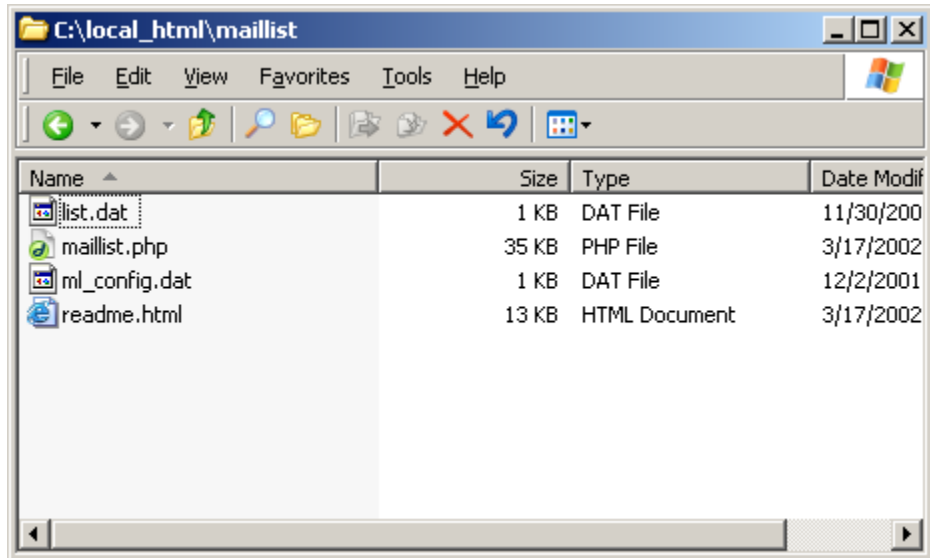 C:\local_html\maillist
File Edit View Favorites Tools Help
Name Size Type Date Modif
list.dat 1 KB DAT File 11/30/200
maillist.php 35 KB PHP File 3/17/2002
ml_config.dat 1 KB DAT File 12/2/2001
readme.html 13 KB HTML Document 3/17/2002